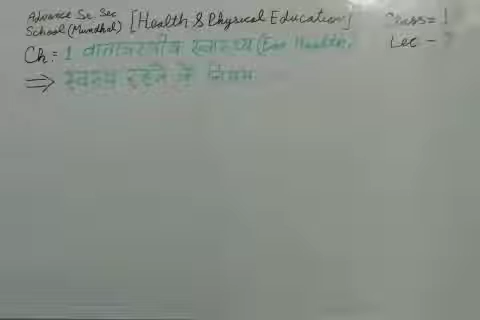 Advance Sr. Sec
School (Mundhal) [Health & Physical Education] Class = 1
Ch = 1 वातावरणीय स्वास्थ्य (Env Health) Lec -
⇒ स्वस्थ रहने के नियम